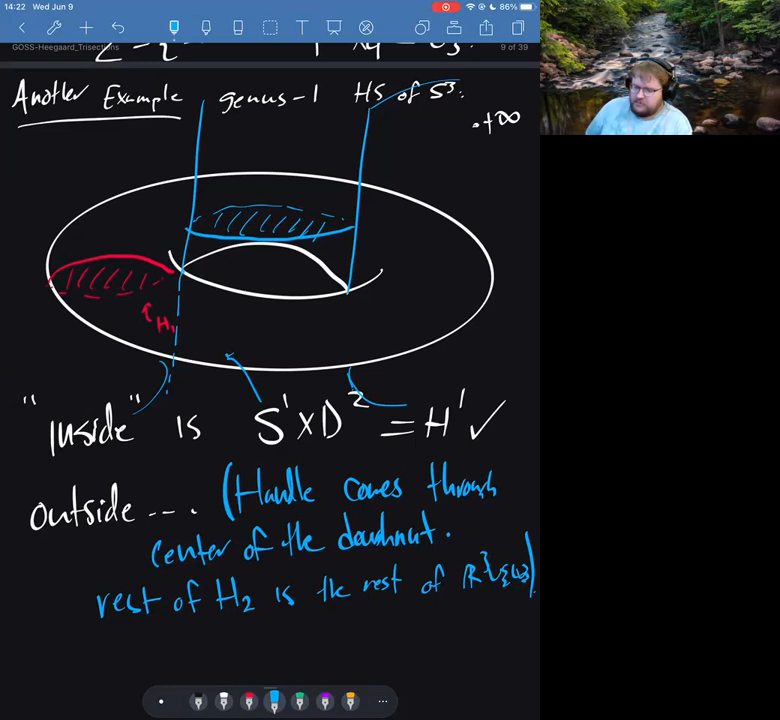 14:22 Wed Jun 9
86%
GOSS-Heegaard_Trisections
9 of 39
Another Example genus-1 HS of S³:
.+∞
H₁
"Inside" is S¹×D² = H¹ ✓
outside ---. (Handle comes through
center of the doughnut.
rest of H₂ is the rest of ℝ³∪{∞})